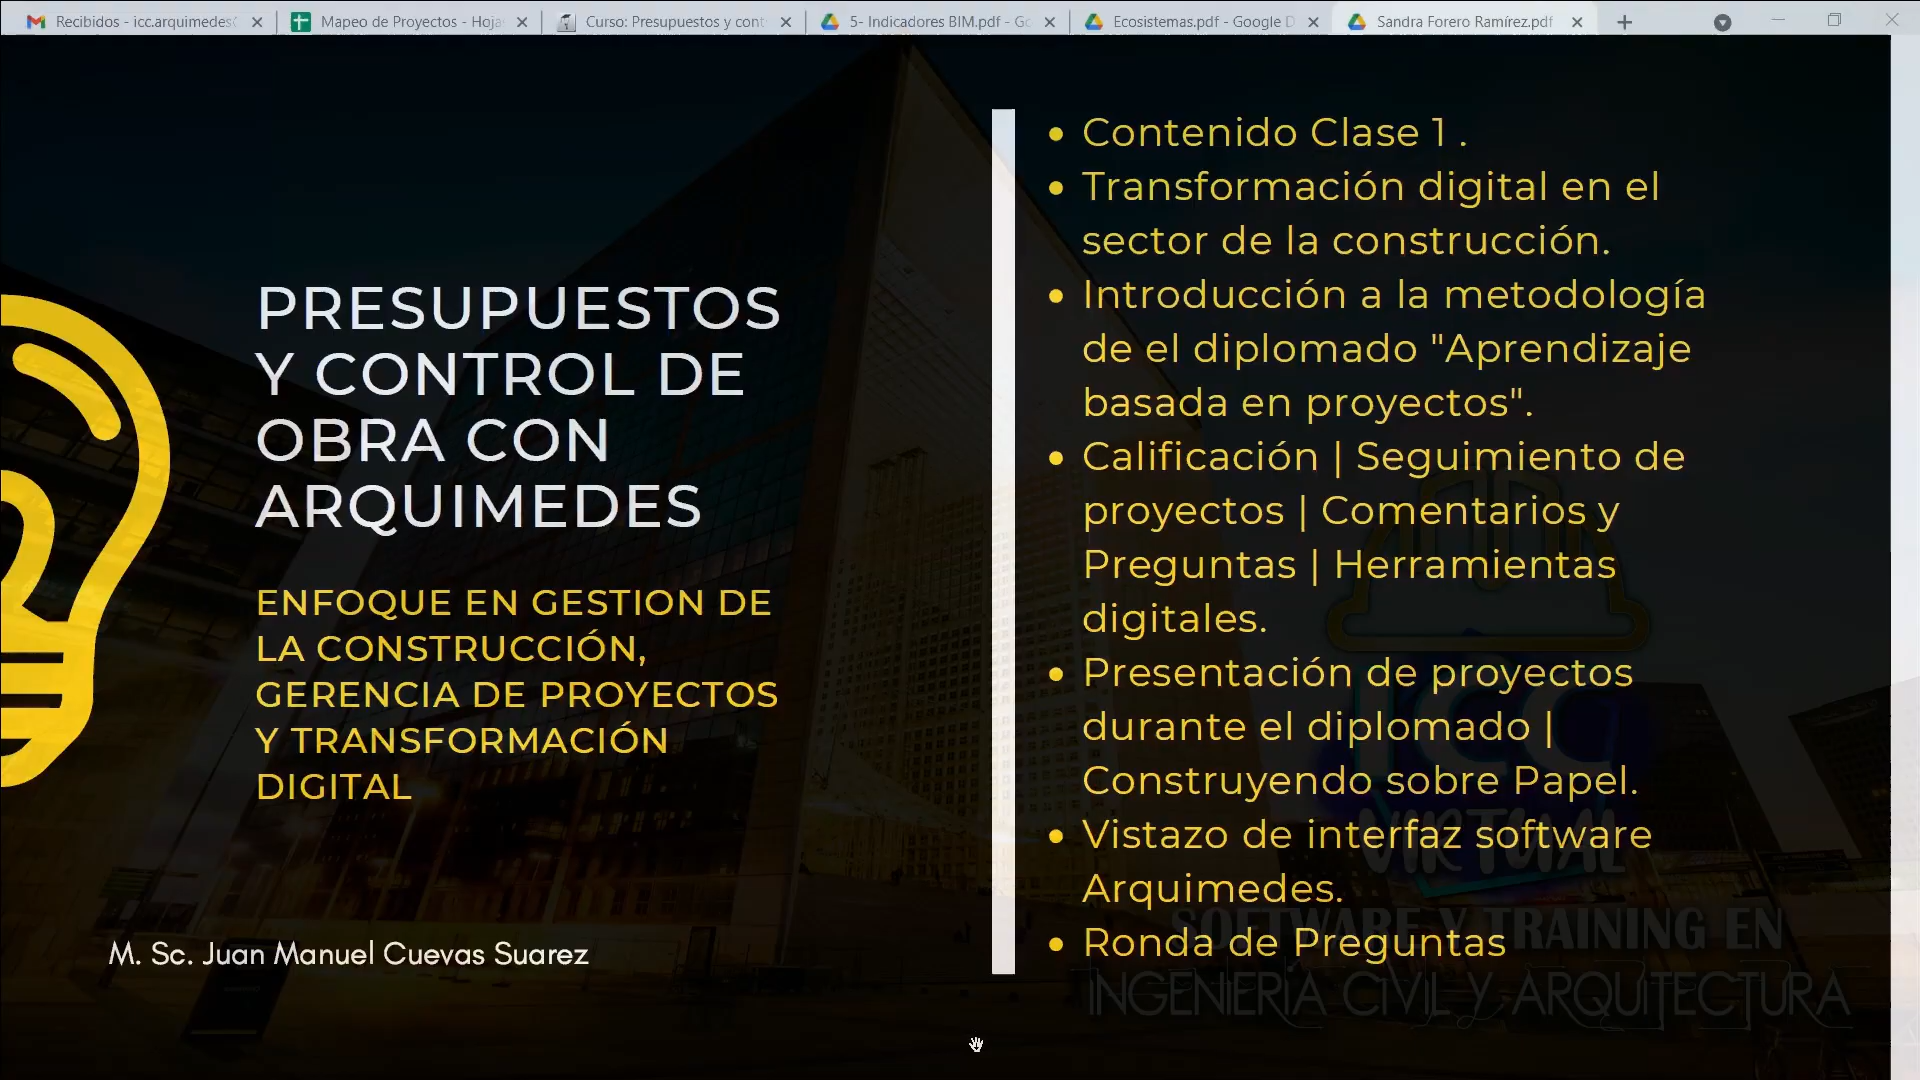 Recibidos - icc.arquimedes
Mapeo de Proyectos - Hoja
Curso: Presupuestos y cont
5- Indicadores BIM.pdf - Go
Ecosistemas.pdf - Google D
Sandra Forero Ramírez.pdf
PRESUPUESTOS
Y CONTROL DE
OBRA CON
ARQUIMEDES
ENFOQUE EN GESTION DE
LA CONSTRUCCIÓN,
GERENCIA DE PROYECTOS
Y TRANSFORMACIÓN
DIGITAL
M. Sc. Juan Manuel Cuevas Suarez
• Contenido Clase 1 .
• Transformación digital en el
sector de la construcción.
• Introducción a la metodología
de el diplomado "Aprendizaje
basada en proyectos".
• Calificación | Seguimiento de
proyectos | Comentarios y
Preguntas | Herramientas
digitales.
• Presentación de proyectos
durante el diplomado |
Construyendo sobre Papel.
• Vistazo de interfaz software
Arquimedes.
• Ronda de Preguntas
ICC
VIRTUAL
SOFTWARE Y TRAINING EN
INGENIERÍA CIVIL Y ARQUITECTURA